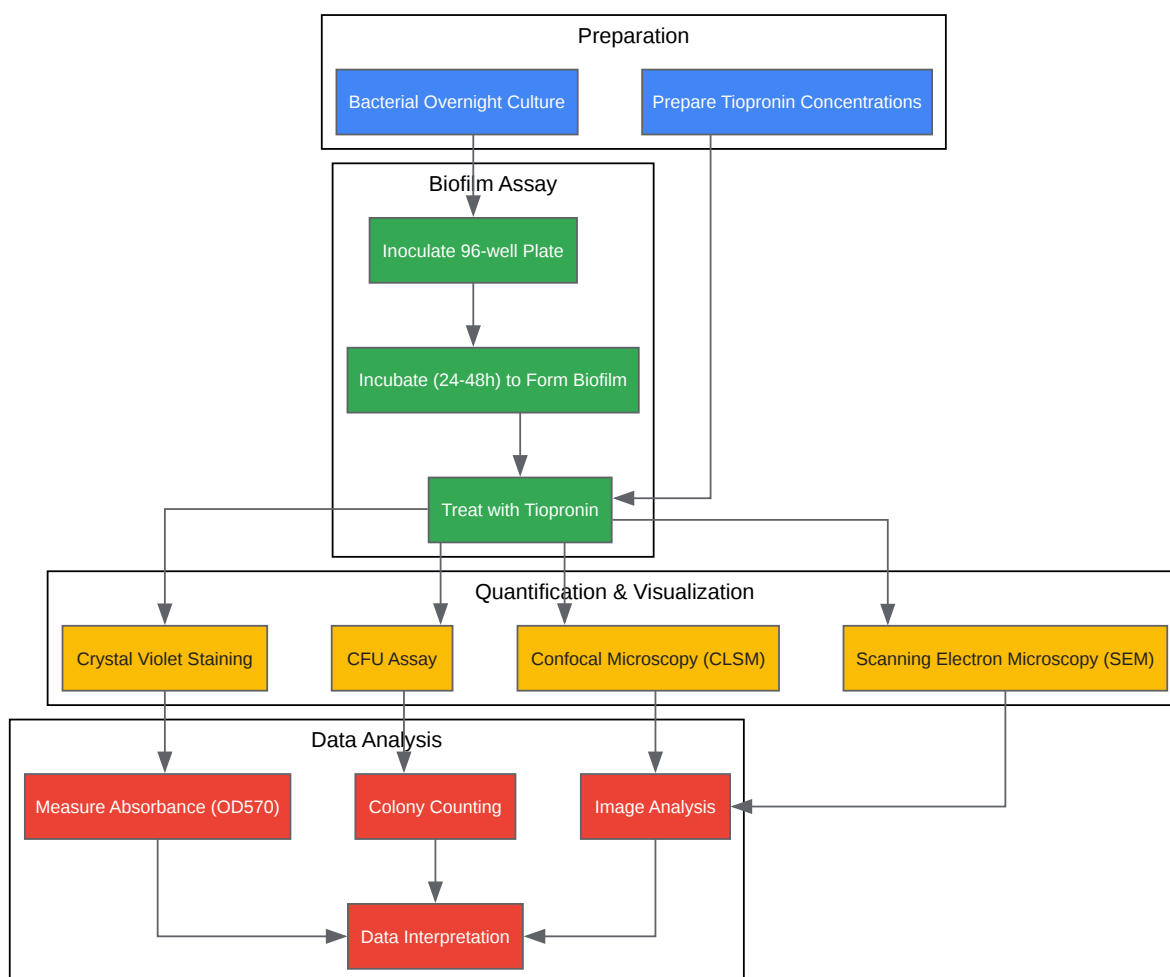 Preparation
Bacterial Overnight Culture
Prepare Tiopronin Concentrations
Biofilm Assay
Inoculate 96-well Plate
Incubate (24-48h) to Form Biofilm
Treat with Tiopronin
Quantification & Visualization
Crystal Violet Staining
CFU Assay
Confocal Microscopy (CLSM)
Scanning Electron Microscopy (SEM)
Data Analysis
Measure Absorbance (OD570)
Colony Counting
Image Analysis
Data Interpretation